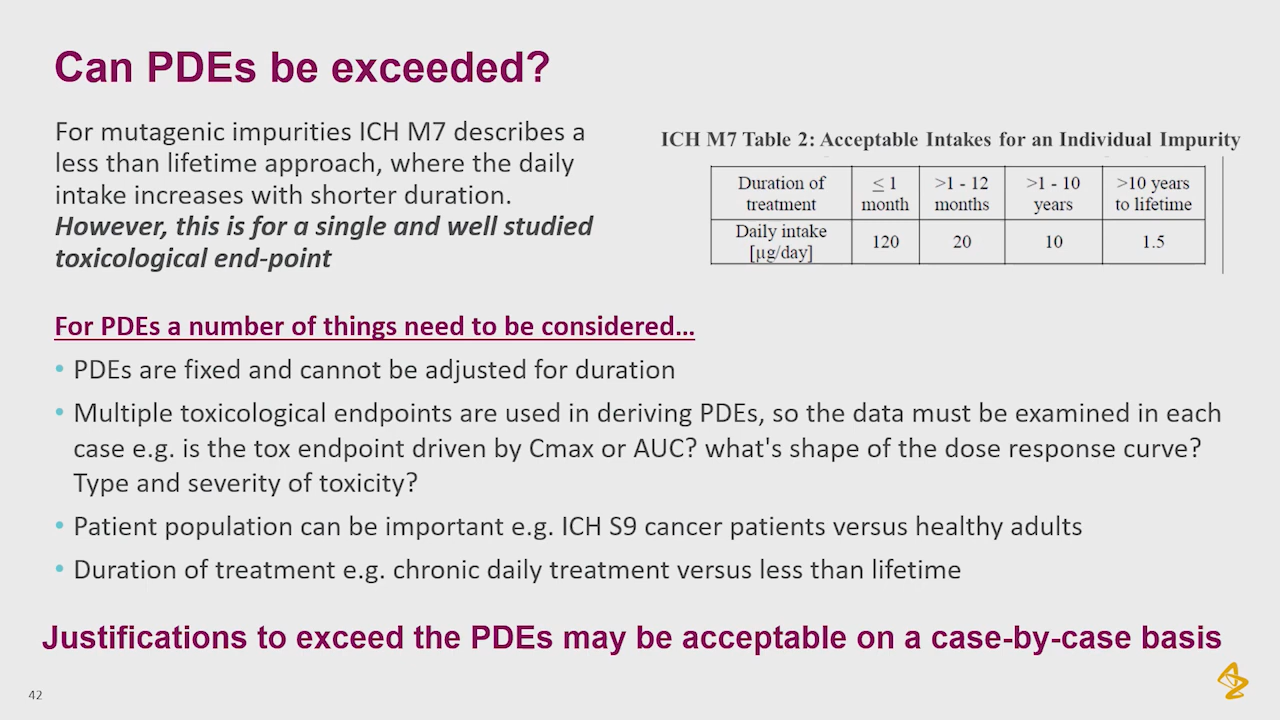 Can PDEs be exceeded?
For mutagenic impurities ICH M7 describes a
less than lifetime approach, where the daily
intake increases with shorter duration.
However, this is for a single and well studied
toxicological end-point
ICH M7 Table 2: Acceptable Intakes for an Individual Impurity
Duration of treatment ≤ 1 month >1 - 12 months >1 - 10 years >10 years to lifetime
Daily intake [µg/day] 120 20 10 1.5
For PDEs a number of things need to be considered…
• PDEs are fixed and cannot be adjusted for duration
• Multiple toxicological endpoints are used in deriving PDEs, so the data must be examined in each
case e.g. is the tox endpoint driven by Cmax or AUC? what's shape of the dose response curve?
Type and severity of toxicity?
• Patient population can be important e.g. ICH S9 cancer patients versus healthy adults
• Duration of treatment e.g. chronic daily treatment versus less than lifetime
Justifications to exceed the PDEs may be acceptable on a case-by-case basis
42